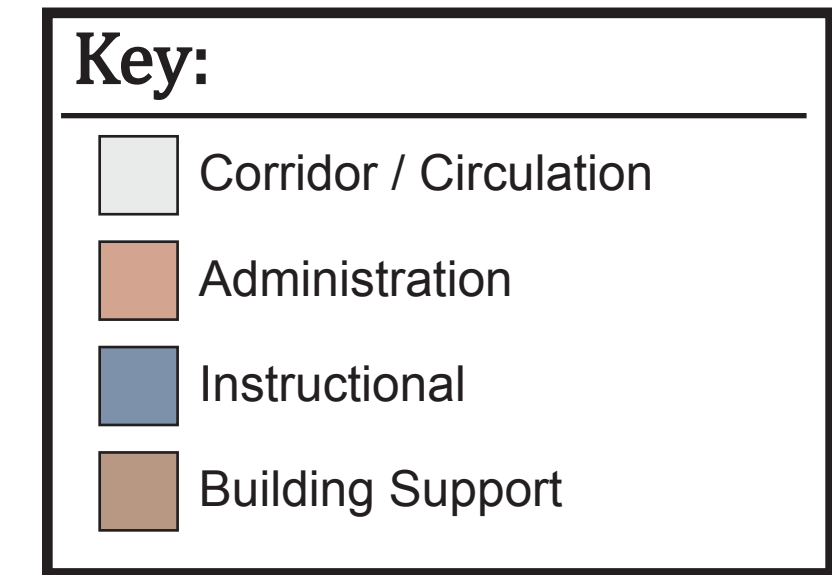 Key:
Corridor / Circulation
Administration
Instructional
Building Support